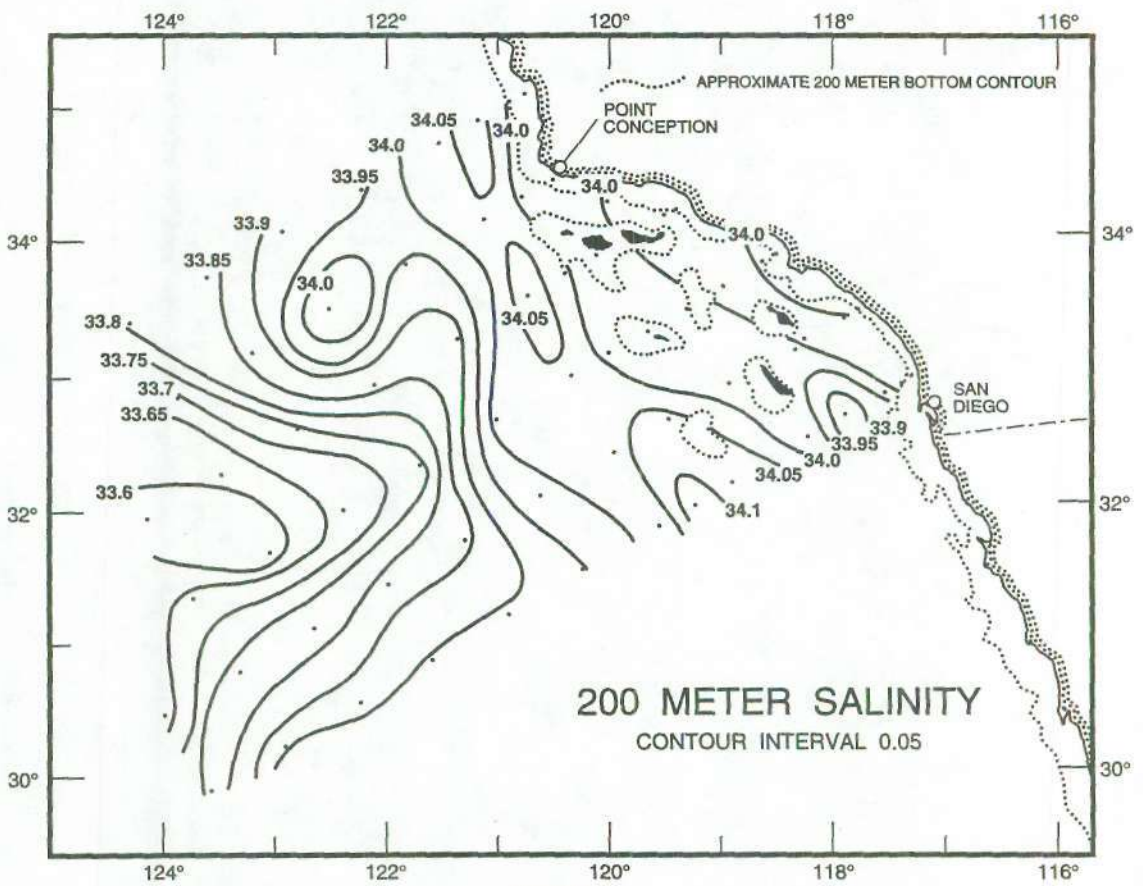 124° 122° 120° 118° 116°
APPROXIMATE 200 METER BOTTOM CONTOUR
POINT
CONCEPTION
34.05 34.0
34.0
33.95
34.0
33.9
34° 34.0 34°
33.85
34.0
34.05
33.8
33.75
33.7
33.65
SAN
DIEGO
33.9
33.95
34.0
34.05
33.6
34.1
32° 32°
200 METER SALINITY
CONTOUR INTERVAL 0.05
30° 30°
124° 122° 120° 118° 116°